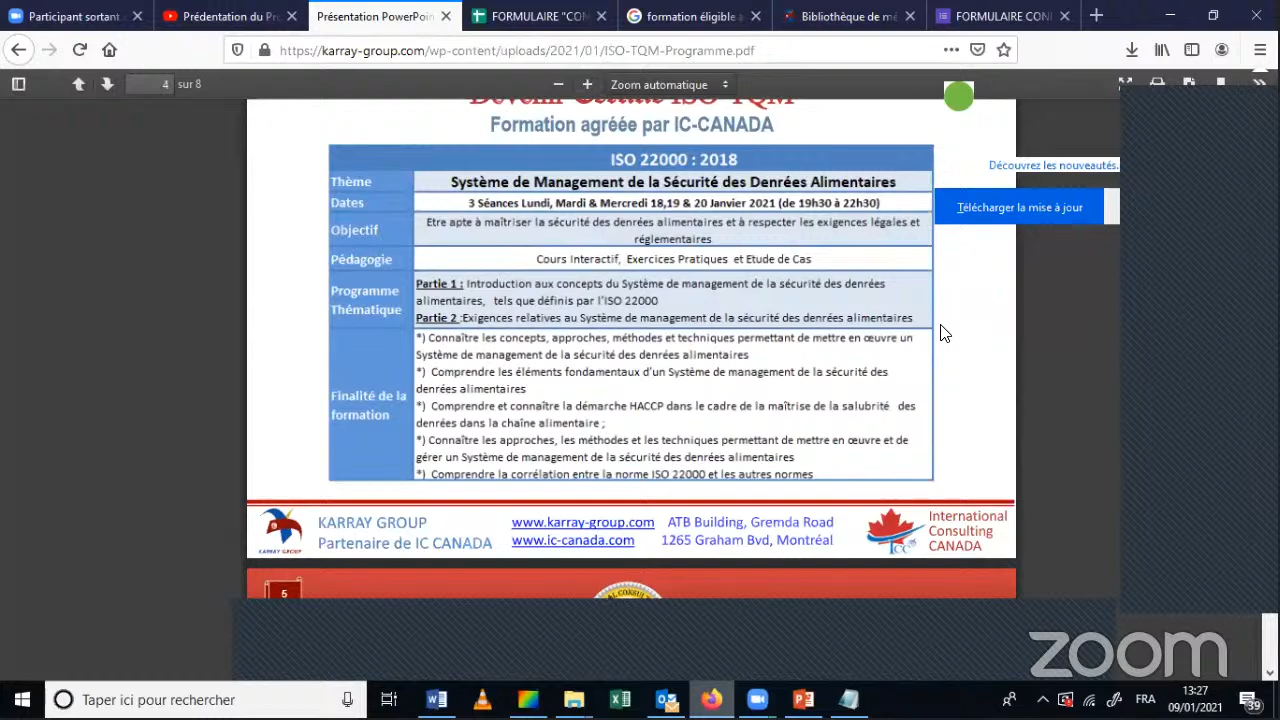 Participant sortant
Prédentation du Pr
Présentation PowerPoin
FORMULAIRE "CON
formation éligible à
Bibliothèque de mé
FORMULAIRE CONI
https://karray-group.com/wp-content/uploads/2021/01/ISO-TQM-Programme.pdf
4 sur 8
Zoom automatique
Devenir Certifié ISO-TQM
Formation agréée par IC-CANADA
ISO 22000 : 2018
Thème
Système de Management de la Sécurité des Denrées Alimentaires
Dates
3 Séances Lundi, Mardi & Mercredi 18,19 & 20 Janvier 2021 (de 19h30 à 22h30)
Objectif
Etre apte à maîtriser la sécurité des denrées alimentaires et à respecter les exigences légales et
réglementaires
Pédagogie
Cours Interactif, Exercices Pratiques et Etude de Cas
Programme
Thématique
Partie 1 : Introduction aux concepts du Système de management de la sécurité des denrées
alimentaires, tels que définis par l'ISO 22000
Partie 2 :Exigences relatives au Système de management de la sécurité des denrées alimentaires
Finalité de la
formation
*) Connaître les concepts, approches, méthodes et techniques permettant de mettre en œuvre un
Système de management de la sécurité des denrées alimentaires
*) Comprendre les éléments fondamentaux d'un Système de management de la sécurité des
denrées alimentaires
*) Comprendre et connaître la démarche HACCP dans le cadre de la maîtrise de la salubrité des
denrées dans la chaîne alimentaire ;
*) Connaître les approches, les méthodes et les techniques permettant de mettre en œuvre et de
gérer un Système de management de la sécurité des denrées alimentaires
*) Comprendre la corrélation entre la norme ISO 22000 et les autres normes
Découvrez les nouveautés.
Télécharger la mise à jour
KARRAY GROUP
KARRAY GROUP
Partenaire de IC CANADA
www.karray-group.com ATB Building, Gremda Road
www.ic-canada.com 1265 Graham Bvd, Montréal
ICC
International
Consulting
CANADA
5
zoom
Taper ici pour rechercher
FRA
13:27
09/01/2021
39